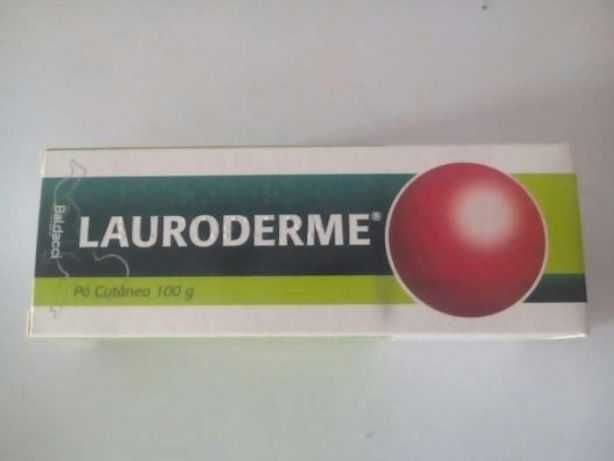 Baldacci
LAURODERME®
Pó Cutâneo 100 g